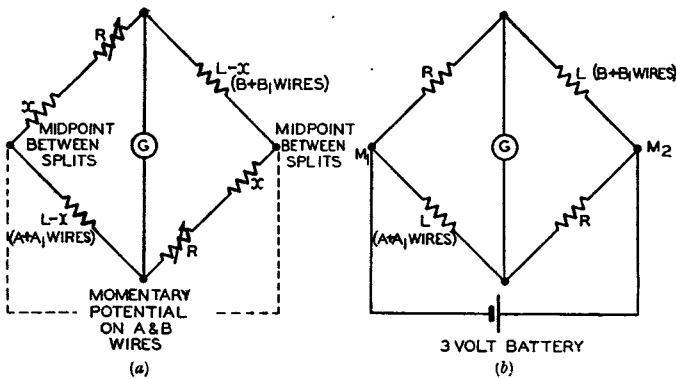 R
L-x
(B+B₁ WIRES)
x
MIDPOINT
BETWEEN
SPLITS
G
MIDPOINT
BETWEEN
SPLITS
x
L-x
(A+A₁ WIRES)
R
MOMENTARY
POTENTIAL
ON A & B
WIRES
(a)
R
L (B+B₁ WIRES)
M₁
G
M₂
L
(A+A₁ WIRES)
R
3 VOLT BATTERY
(b)